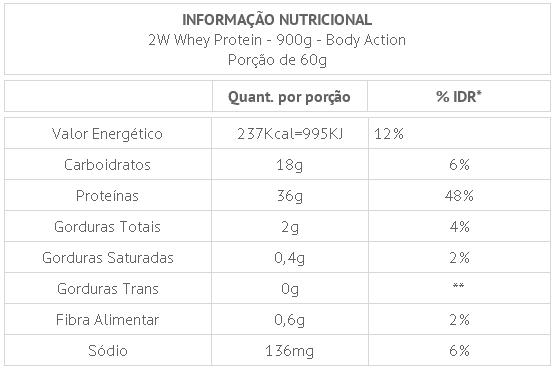 INFORMAÇÃO NUTRICIONAL
2W Whey Protein - 900g - Body Action
Porção de 60g
Quant. por porção % IDR*
Valor Energético 237Kcal=995KJ 12%
Carboidratos 18g 6%
Proteínas 36g 48%
Gorduras Totais 2g 4%
Gorduras Saturadas 0,4g 2%
Gorduras Trans 0g **
Fibra Alimentar 0,6g 2%
Sódio 136mg 6%